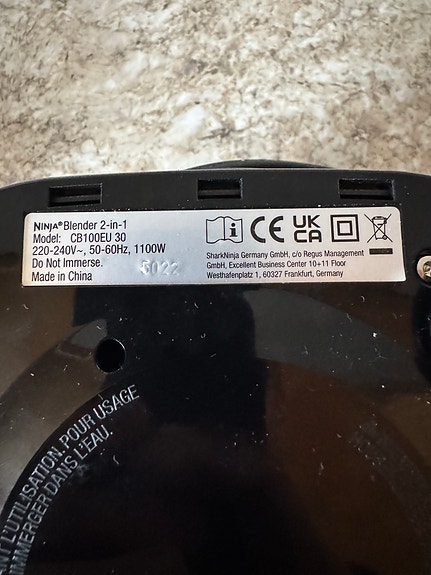 NINJA® Blender 2-in-1
Model: CB100EU 30
220-240V~, 50-60Hz, 1100W
Do Not Immerse.
Made in China
5022
CE UK CA
SharkNinja Germany GmbH, c/o Regus Management
GmbH, Excellent Business Center 10+11 Floor
Westhafenplatz 1, 60327 Frankfurt, Germany
L'UTILISATION. POUR USAGE
IMMERGER DANS L'EAU.